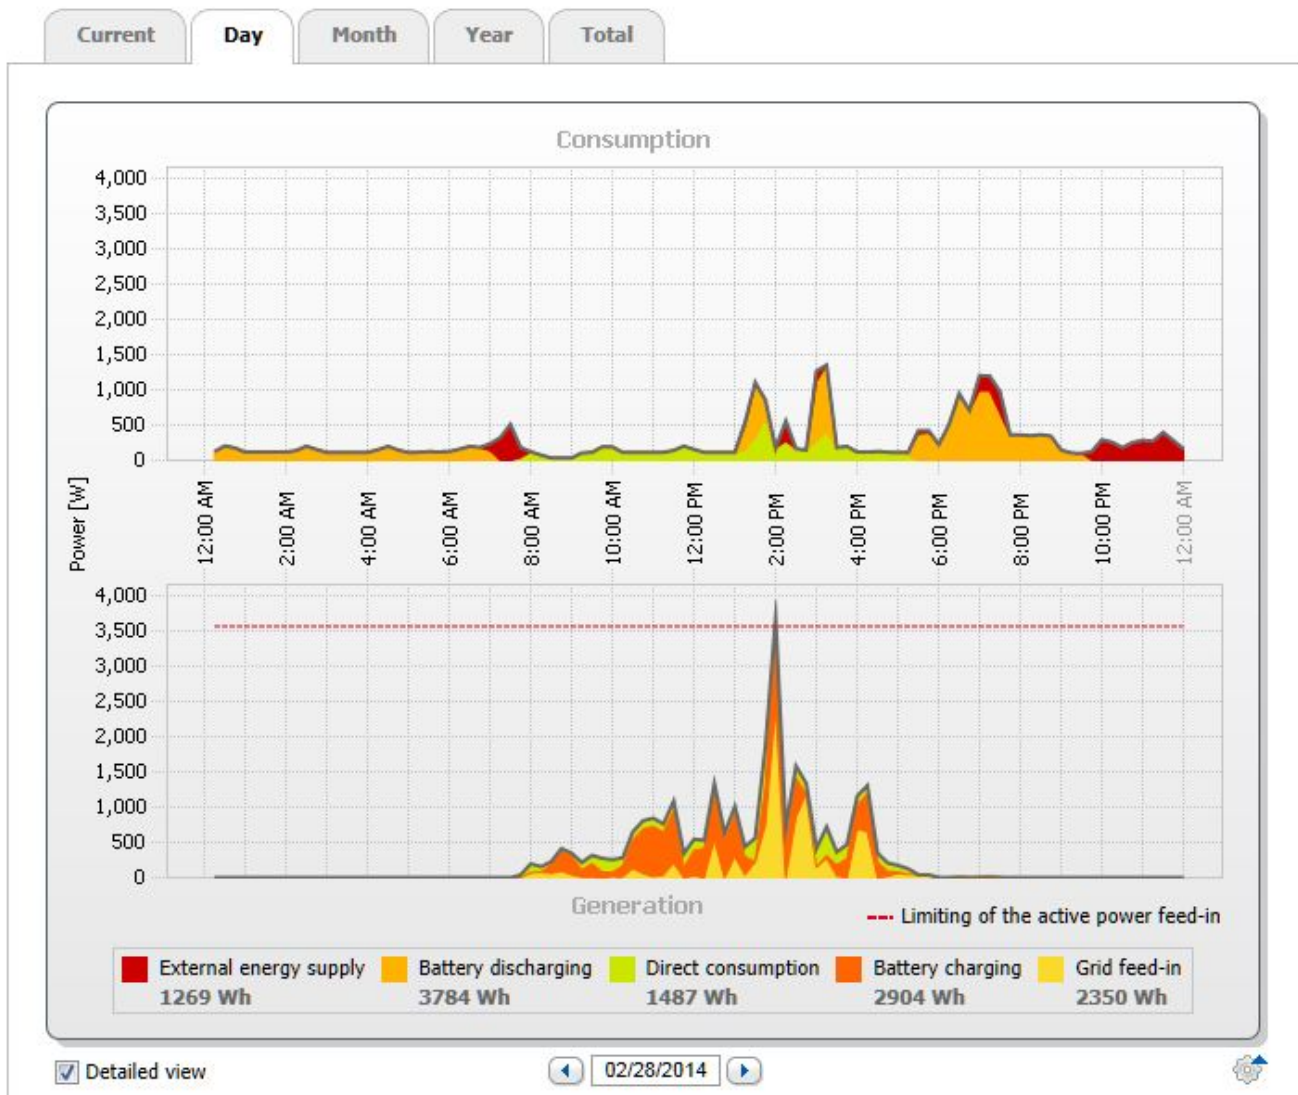 Current Day Month Year Total
Consumption
4,000
3,500
3,000
2,500
2,000
1,500
1,000
500
0
Power [W]
12:00 AM 2:00 AM 4:00 AM 6:00 AM 8:00 AM 10:00 AM 12:00 PM 2:00 PM 4:00 PM 6:00 PM 8:00 PM 10:00 PM 12:00 AM
4,000
3,500
3,000
2,500
2,000
1,500
1,000
500
0
Generation
Limiting of the active power feed-in
External energy supply Battery discharging Direct consumption Battery charging Grid feed-in
1269 Wh 3784 Wh 1487 Wh 2904 Wh 2350 Wh
Detailed view 02/28/2014